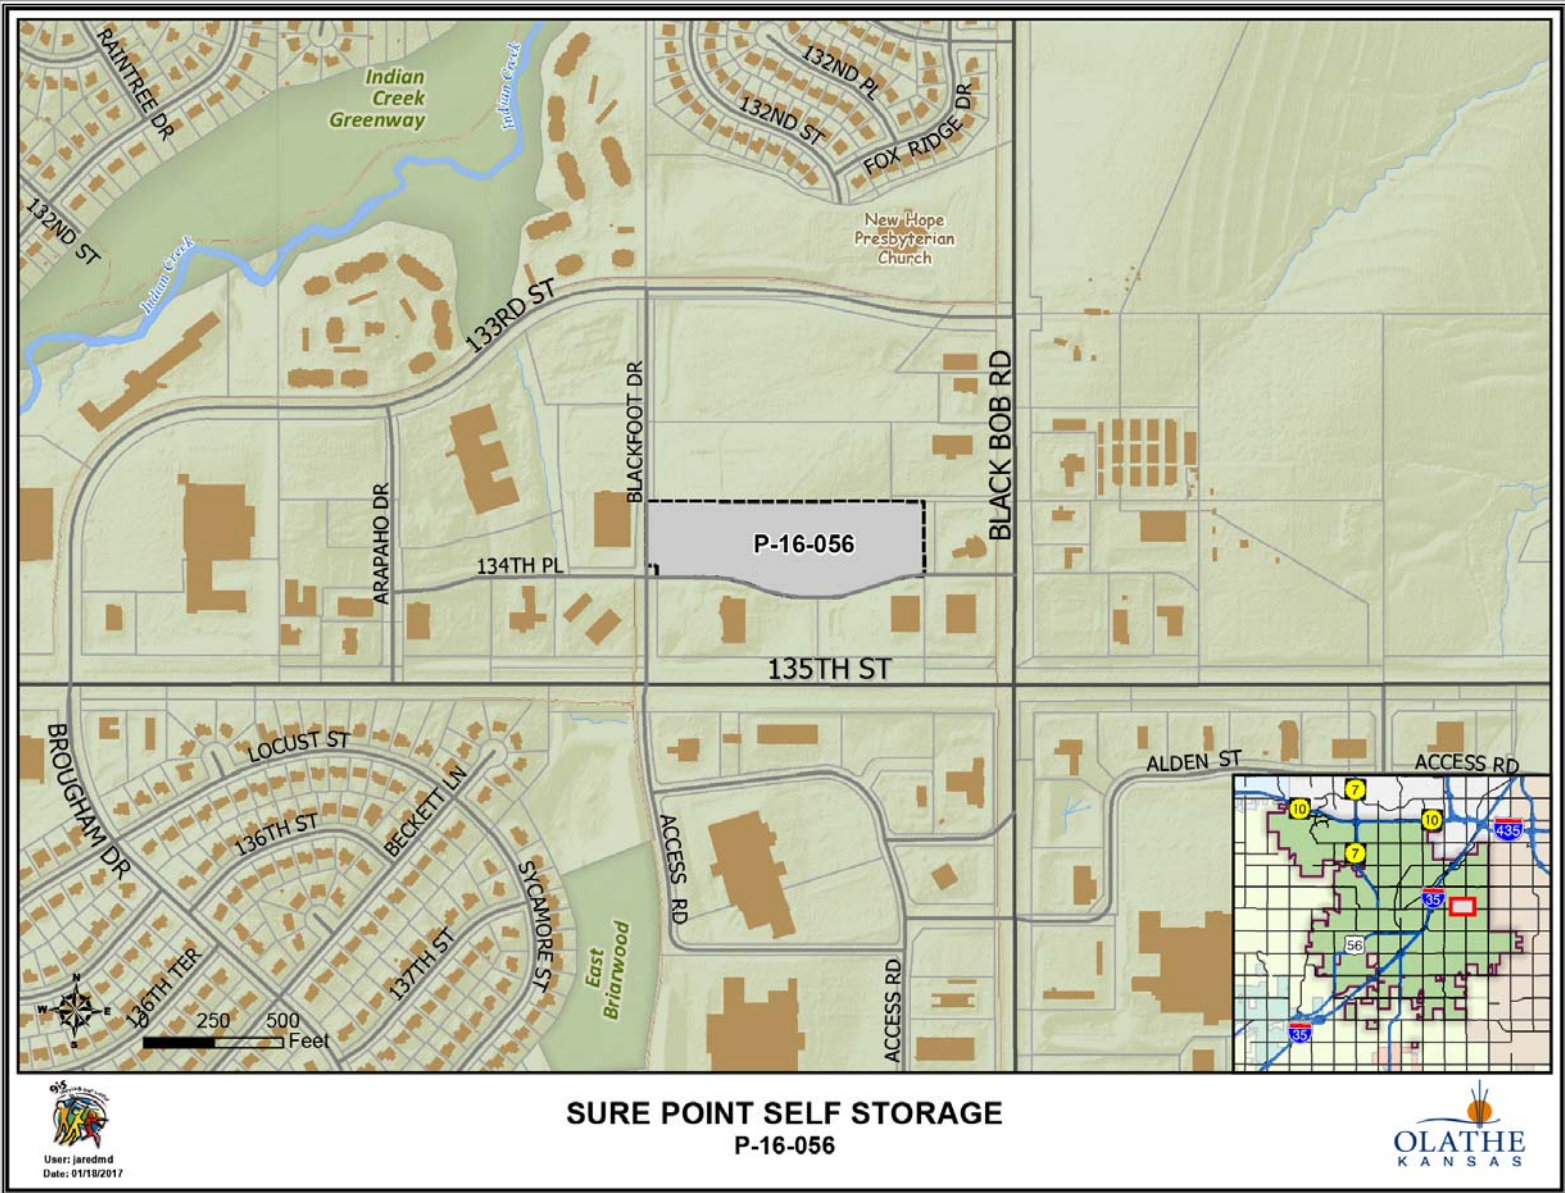 RAINTREE DR
Indian
Creek
Greenway
Indian Creek
132ND PL
132ND ST
FOX RIDGE DR
132ND ST
New Hope
Presbyterian
Church
Indian Creek
133RD ST
BLACKFOOT DR
BLACK BOB RD
ARAPAHO DR
P-16-056
134TH PL
135TH ST
BROUGHAM DR
LOCUST ST
BECKETT LN
136TH ST
SYCAMORE ST
ACCESS RD
ALDEN ST
ACCESS RD
137TH ST
136TH TER
East
Briarwood
ACCESS RD
N
W E
S
0 250 500
Feet
7
10
10
435
7
35
56
35
SURE POINT SELF STORAGE
P-16-056
gis
User: jaredmd
Date: 01/18/2017
OLATHE
KANSAS